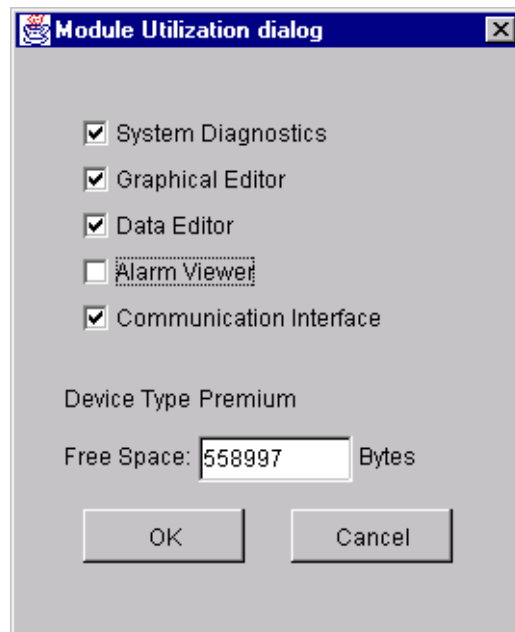 Module Utilization dialog
System Diagnostics
Graphical Editor
Data Editor
Alarm Viewer
Communication Interface
Device Type Premium
Free Space: 558997 Bytes
OK Cancel